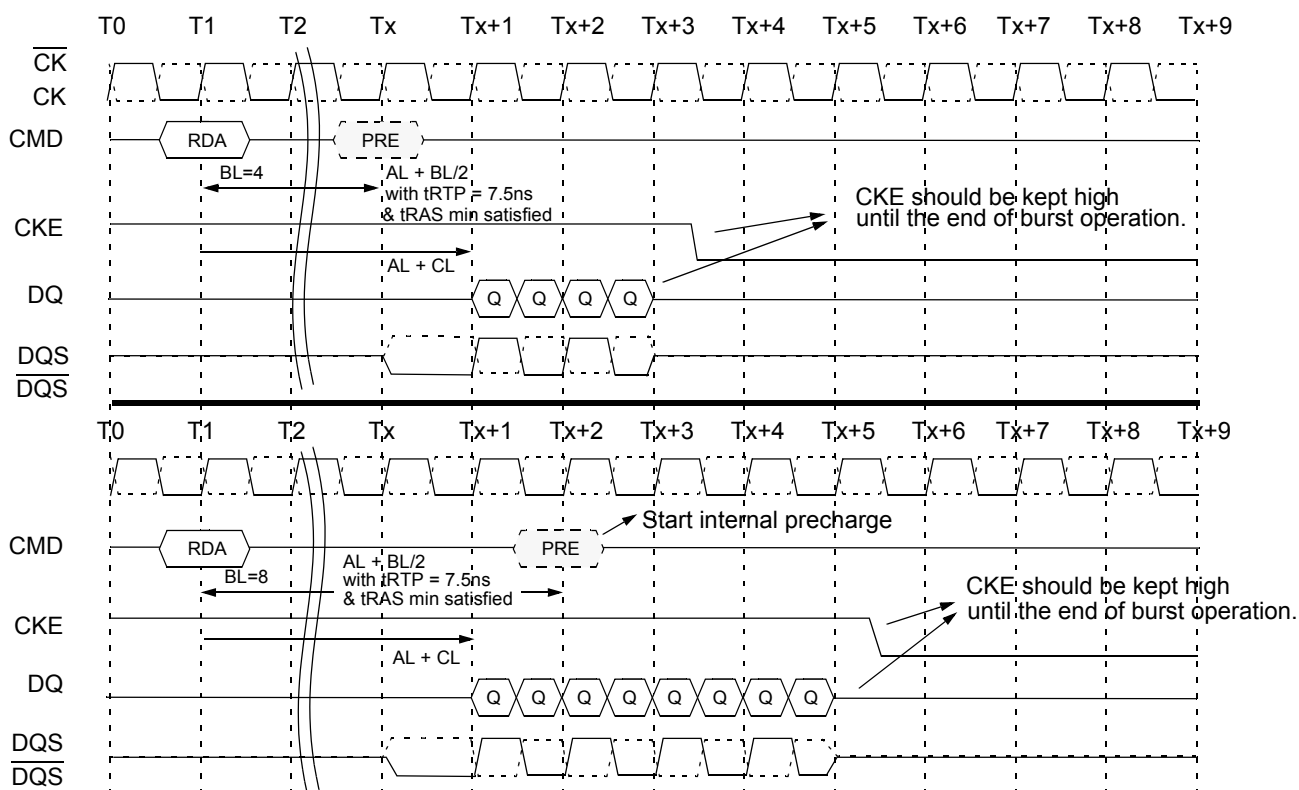 T0 T1 T2 Tx Tx+1 Tx+2 Tx+3 Tx+4 Tx+5 Tx+6 Tx+7 Tx+8 Tx+9
CK
CK
CMD RDA PRE
BL=4 AL + BL/2
with tRTP = 7.5ns
& tRAS min satisfied
CKE should be kept high
until the end of burst operation.
CKE
AL + CL
DQ Q Q Q Q
DQS
DQS
T0 T1 T2 Tx Tx+1 Tx+2 Tx+3 Tx+4 Tx+5 Tx+6 Tx+7 Tx+8 Tx+9
Start internal precharge
CMD RDA PRE
BL=8 AL + BL/2
with tRTP = 7.5ns
& tRAS min satisfied
CKE should be kept high
until the end of burst operation.
CKE
AL + CL
DQ Q Q Q Q Q Q Q Q
DQS
DQS